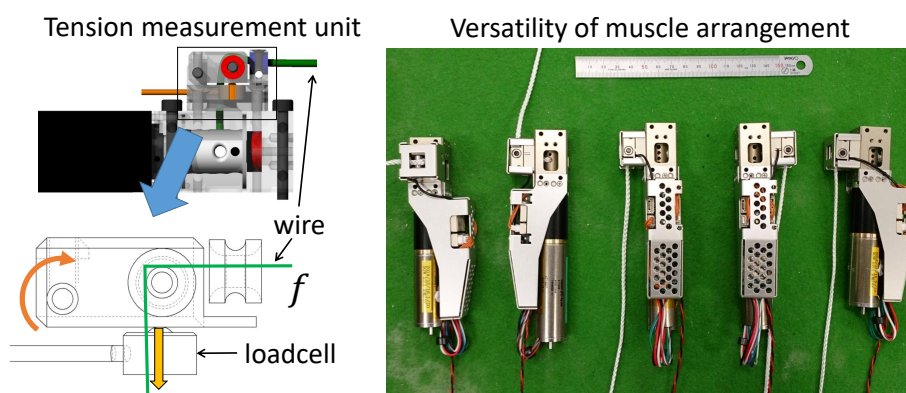 Tension measurement unit
Versatility of muscle arrangement
wire
f
loadcell